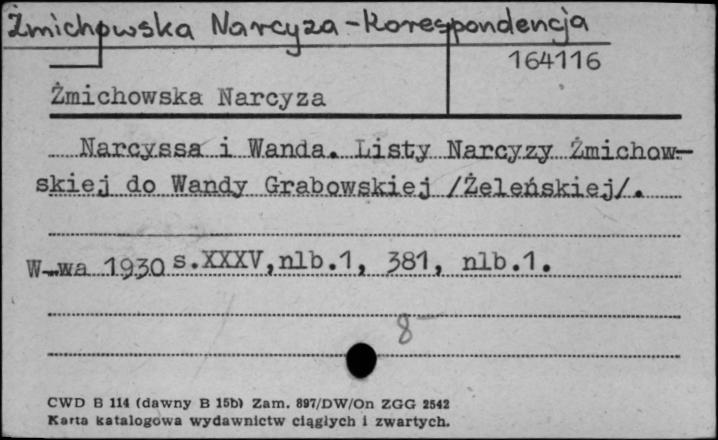 Żmichowska Narcyza - Korespondencja
164116
Żmichowska Narcyza
Narcyssa i Wanda. Listy Narcyzy Żmichow-
skiej do Wandy Grabowskiej /Żeleńskiej/.
W-wa 1930 s.XXXV,nlb.1, 381, nlb.1.
8-
CWD B 114 (dawny B 15b) Zam. 897/DW/On ZGG 2542
Karta katalogowa wydawnictw ciągłych i zwartych.